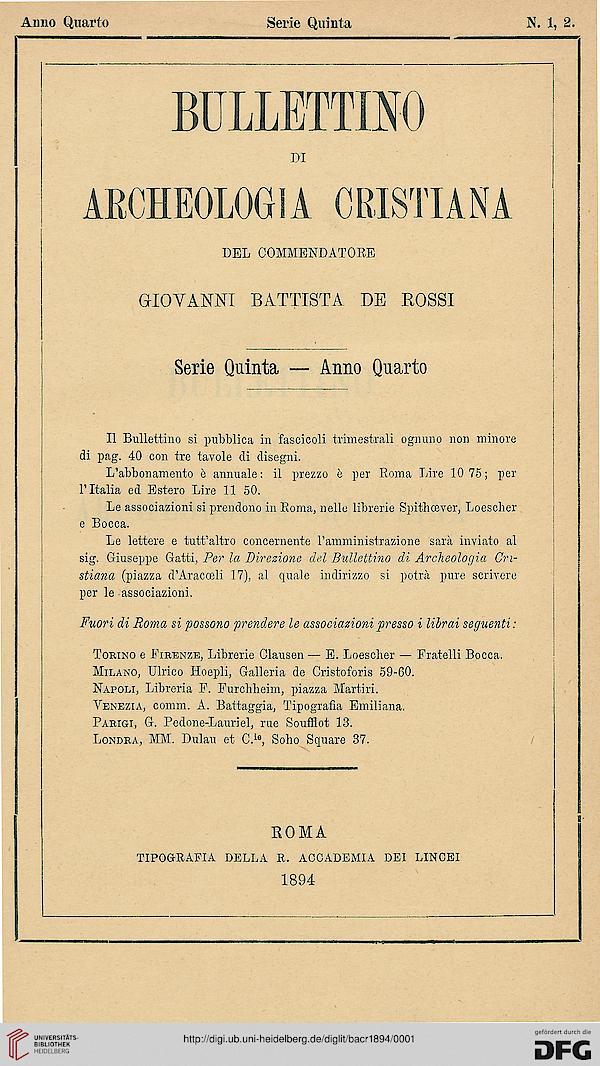 Anno Quarto Serie Quinta N. 1, 2.
BULLETTINO
DI
ARCHEOLOGIA CRISTIANA
DEL COMMENDATORE
GIOVANNI BATTISTA DE ROSSI
Serie Quinta — Anno Quarto
Il Bullettino si pubblica in fascicoli trimestrali ognuno non minore
di pag. 40 con tre tavole di disegni.
L'abbonamento è annuale: il prezzo è per Roma Lire 10 75; per
l'Italia ed Estero Lire 11 50.
Le associazioni si prendono in Roma, nelle librerie Spithœver, Loescher
e Bocca.
Le lettere e tutt'altro concernente l'amministrazione sarà inviato al
sig. Giuseppe Gatti, Per la Direzione del Bullettino di Archeologia Cri-
stiana (piazza d'Aracœli 17), al quale indirizzo si potrà pure scrivere
per le associazioni.
Fuori di Roma si possono prendere le associazioni presso i librai seguenti:
TORINO e FIRENZE, Librerie Clausen — E. Loescher — Fratelli Bocca.
MILANO, Ulrico Hoepli, Galleria de Cristoforis 59-60.
NAPOLI, Libreria F. Furchheim, piazza Martiri.
VENEZIA, comm. A. Battaggia, Tipografia Emiliana.
PARIGI, G. Pedone-Lauriel, rue Soufflot 13.
LONDRA, MM. Dulau et C.ie, Soho Square 37.
ROMA
TIPOGRAFIA DELLA R. ACCADEMIA DEI LINCEI
1894
UNIVERSITÄTS-
BIBLIOTHEK
HEIDELBERG
http://digi.ub.uni-heidelberg.de/diglit/bacr1894/0001
gefördert durch die
DFG